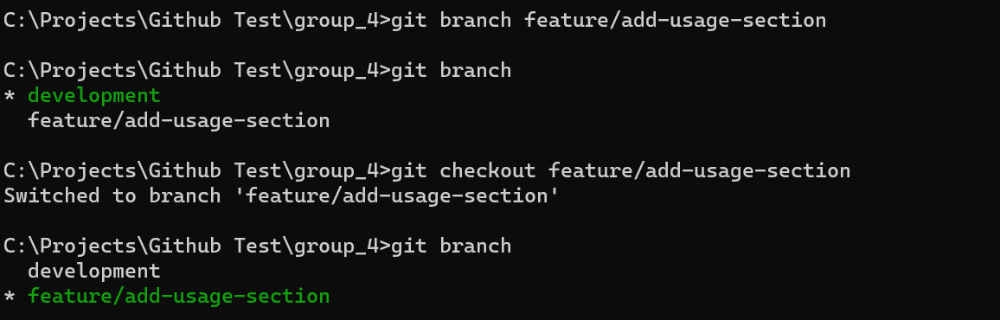 C:\Projects\Github Test\group_4>git branch feature/add-usage-section
C:\Projects\Github Test\group_4>git branch
* development
  feature/add-usage-section
C:\Projects\Github Test\group_4>git checkout feature/add-usage-section
Switched to branch 'feature/add-usage-section'
C:\Projects\Github Test\group_4>git branch
  development
* feature/add-usage-section